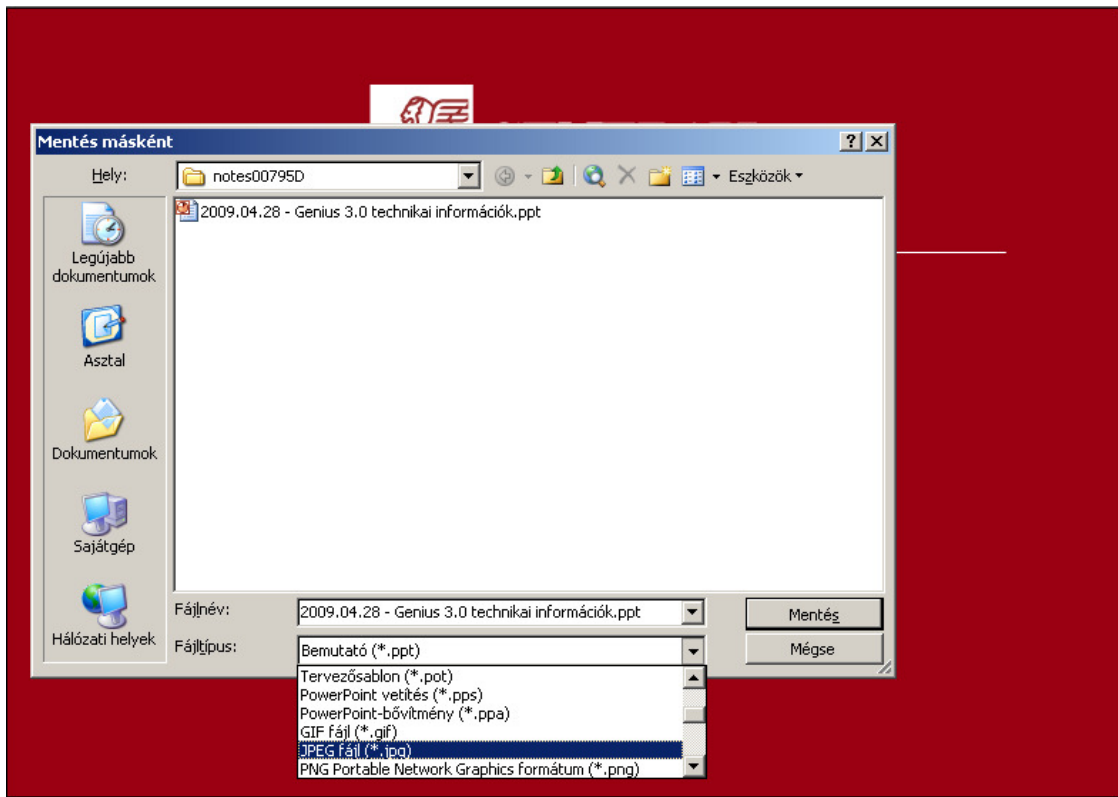 Mentés másként
Hely:
notes00795D
Eszközök
2009.04.28 - Genius 3.0 technikai információk.ppt
Legújabb
dokumentumok
Asztal
Dokumentumok
Sajátgép
Hálózati helyek
Fájlnév:
2009.04.28 - Genius 3.0 technikai információk.ppt
Mentés
Fájltípus:
Bemutató (*.ppt)
Mégse
Tervezősablon (*.pot)
PowerPoint vetítés (*.pps)
PowerPoint-bővítmény (*.ppa)
GIF fájl (*.gif)
JPEG fájl (*.jpg)
PNG Portable Network Graphics formátum (*.png)